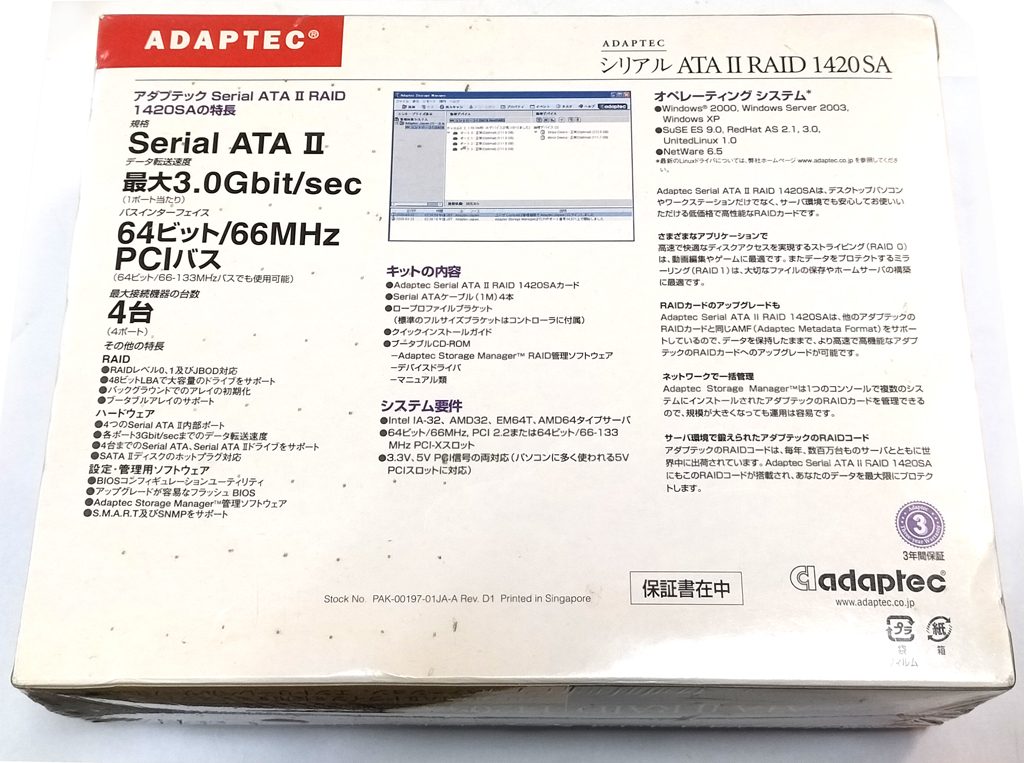 ADAPTEC®
ADAPTEC
シリアル ATA II RAID 1420SA
アダプテック Serial ATA II RAID
1420SAの特長
規格
Serial ATA II
データ転送速度
最大3.0Gbit/sec
(1ポート当たり)
バスインターフェイス
64ビット/66MHz
PCIバス
(64ビット/66-133MHzバスでも使用可能)
最大接続機器の台数
4台
(4ポート)
その他の特長
RAID
●RAIDレベル0、1及びJBOD対応
●48ビットLBAで大容量のドライブをサポート
●バックグラウンドでのアレイの初期化
●ブータブルアレイのサポート
ハードウェア
●4つのSerial ATA II内部ポート
●各ポート3Gbit/secまでのデータ転送速度
●4台までのSerial ATA、Serial ATA IIドライブをサポート
●SATA IIディスクのホットプラグ対応
設定・管理用ソフトウェア
●BIOSコンフィギュレーションユーティリティ
●アップグレードが容易なフラッシュ BIOS
●Adaptec Storage Manager™管理ソフトウェア
●S.M.A.R.T及びSNMPをサポート
Adaptec Storage Manager
adaptec
キットの内容
●Adaptec Serial ATA II RAID 1420SAカード
●Serial ATAケーブル(1M)4本
●ロープロファイルブラケット
(標準のフルサイズブラケットはコントローラに付属)
●クイックインストールガイド
●ブータブルCD-ROM
−Adaptec Storage Manager™ RAID管理ソフトウェア
−デバイスドライバ
−マニュアル類
システム要件
●Intel IA-32、AMD32、EM64T、AMD64タイプサーバ
●64ビット/66MHz、PCI 2.2または64ビット/66-133
MHz PCI-Xスロット
●3.3V、5V PCI信号の両対応(パソコンに多く使われる5V
PCIスロットに対応)
オペレーティング システム*
●Windows® 2000, Windows Server 2003,
Windows XP
●SuSE ES 9.0, RedHat AS 2.1, 3.0,
UnitedLinux 1.0
●NetWare 6.5
*最新のLinuxドライバについては、弊社ホームページ www.adaptec.co.jp を参照してくださ
い。
Adaptec Serial ATA II RAID 1420SAは、デスクトップパソコン
やワークステーションだけでなく、サーバ環境でも安心してお使いい
ただける低価格で高性能なRAIDカードです。
さまざまなアプリケーションで
高速で快適なディスクアクセスを実現するストライピング(RAID 0)
は、動画編集やゲームに最適です。またデータをプロテクトするミラ
ーリング(RAID 1)は、大切なファイルの保存やホームサーバの構築
に最適です。
RAIDカードのアップグレードも
Adaptec Serial ATA II RAID 1420SAは、他のアダプテックの
RAIDカードと同じAMF(Adaptec Metadata Format)をサポー
トしているので、データを保持したままで、より高速で高機能なアダプ
テックのRAIDカードへのアップグレードが可能です。
ネットワークで一括管理
Adaptec Storage Manager™は1つのコンソールで複数のシス
テムにインストールされたアダプテックのRAIDカードを管理できる
ので、規模が大きくなっても運用は容易です。
サーバ環境で鍛えられたアダプテックのRAIDコード
アダプテックのRAIDコードは、毎年、数百万台ものサーバとともに世
界中に出荷されています。Adaptec Serial ATA II RAID 1420SA
にもこのRAIDコードが搭載され、あなたのデータを最大限にプロテク
トします。
3
3年間保証
adaptec®
www.adaptec.co.jp
保証書在中
Stock No. PAK-00197-01JA-A Rev. D1 Printed in Singapore
プラ
紙
袋
箱
フィルム